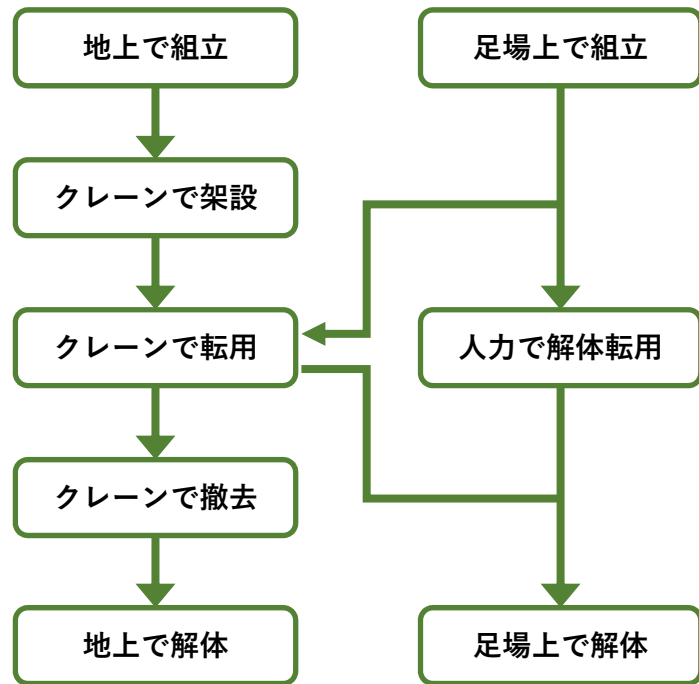 地上で組立
足場上で組立
クレーンで架設
クレーンで転用
人力で解体転用
クレーンで撤去
地上で解体
足場上で解体